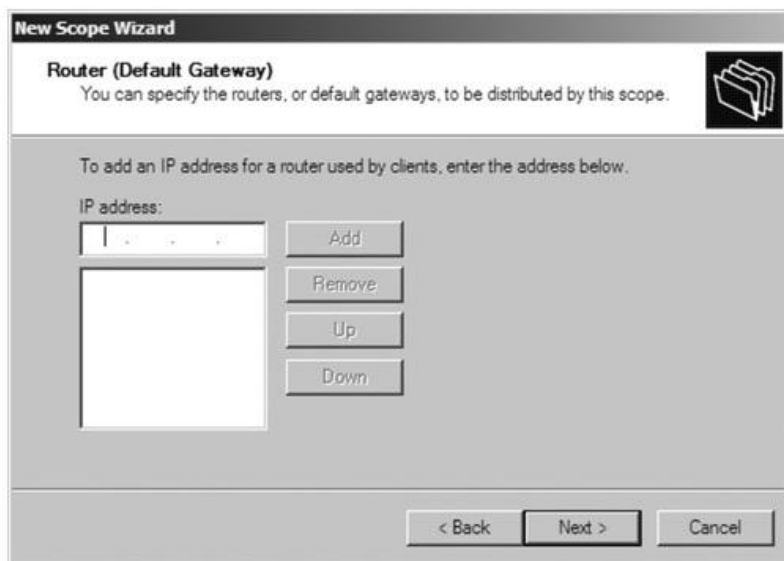 New Scope Wizard
Router (Default Gateway)
You can specify the routers, or default gateways, to be distributed by this scope.
To add an IP address for a router used by clients, enter the address below.
IP address:
. . .
Add
Remove
Up
Down
< Back
Next >
Cancel